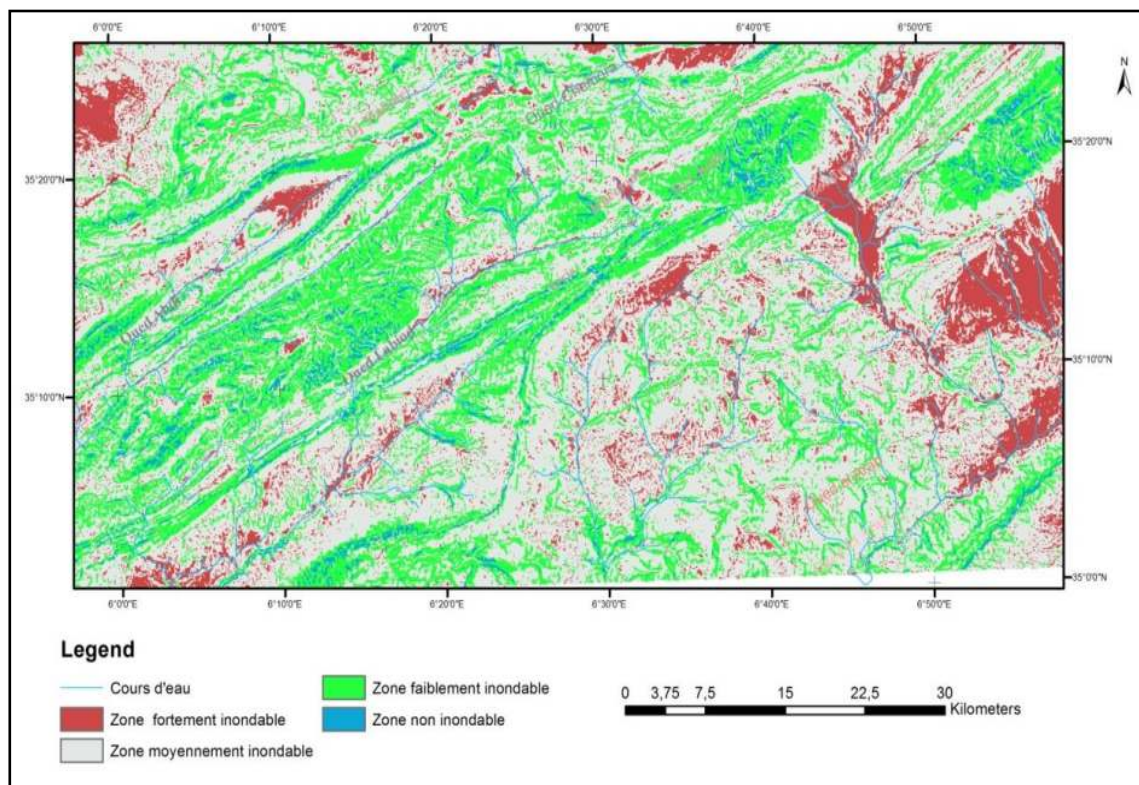 6°0'0"E 6°10'0"E 6°20'0"E 6°30'0"E 6°40'0"E 6°50'0"E
N
35°20'0"N
35°20'0"N
Oued Abdi
Oued Labiod
35°10'0"N
35°10'0"N
35°0'0"N
6°0'0"E 6°10'0"E 6°20'0"E 6°30'0"E 6°40'0"E 6°50'0"E
Legend
Cours d'eau
Zone fortement inondable
Zone moyennement inondable
Zone faiblement inondable
Zone non inondable
0 3,75 7,5 15 22,5 30
Kilometers